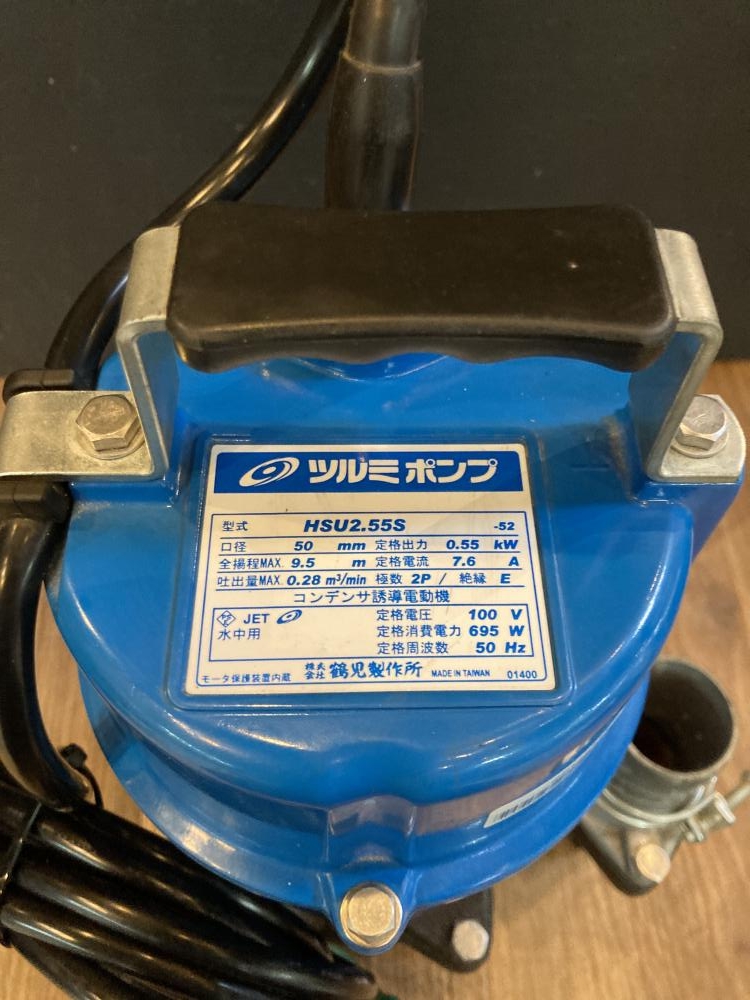 ツルミポンプ
型式 HSU2.55S -52
口径 50 mm 定格出力 0.55 kW
全揚程MAX. 9.5 m 定格電流 7.6 A
吐出量MAX. 0.28 m³/min 極数 2P / 絶縁 E
コンデンサ誘導電動機
JET 定格電圧 100 V
水中用 定格消費電力 695 W
定格周波数 50 Hz
モータ保護装置内蔵 株式会社 鶴見製作所 MADE IN TAIWAN 01400